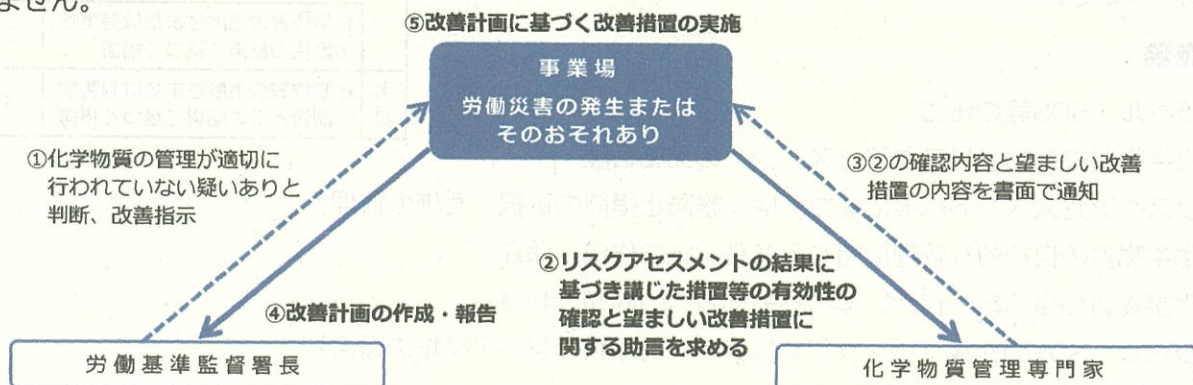 ません。
⑤改善計画に基づく改善措置の実施
事業場
労働災害の発生または
そのおそれあり
①化学物質の管理が適切に
行われていない疑いありと
判断、改善指示
③②の確認内容と望ましい改善
措置の内容を書面で通知
②リスクアセスメントの結果に
基づき講じた措置等の有効性の
確認と望ましい改善措置に
関する助言を求める
④改善計画の作成・報告
労働基準監督署長
化学物質管理専門家